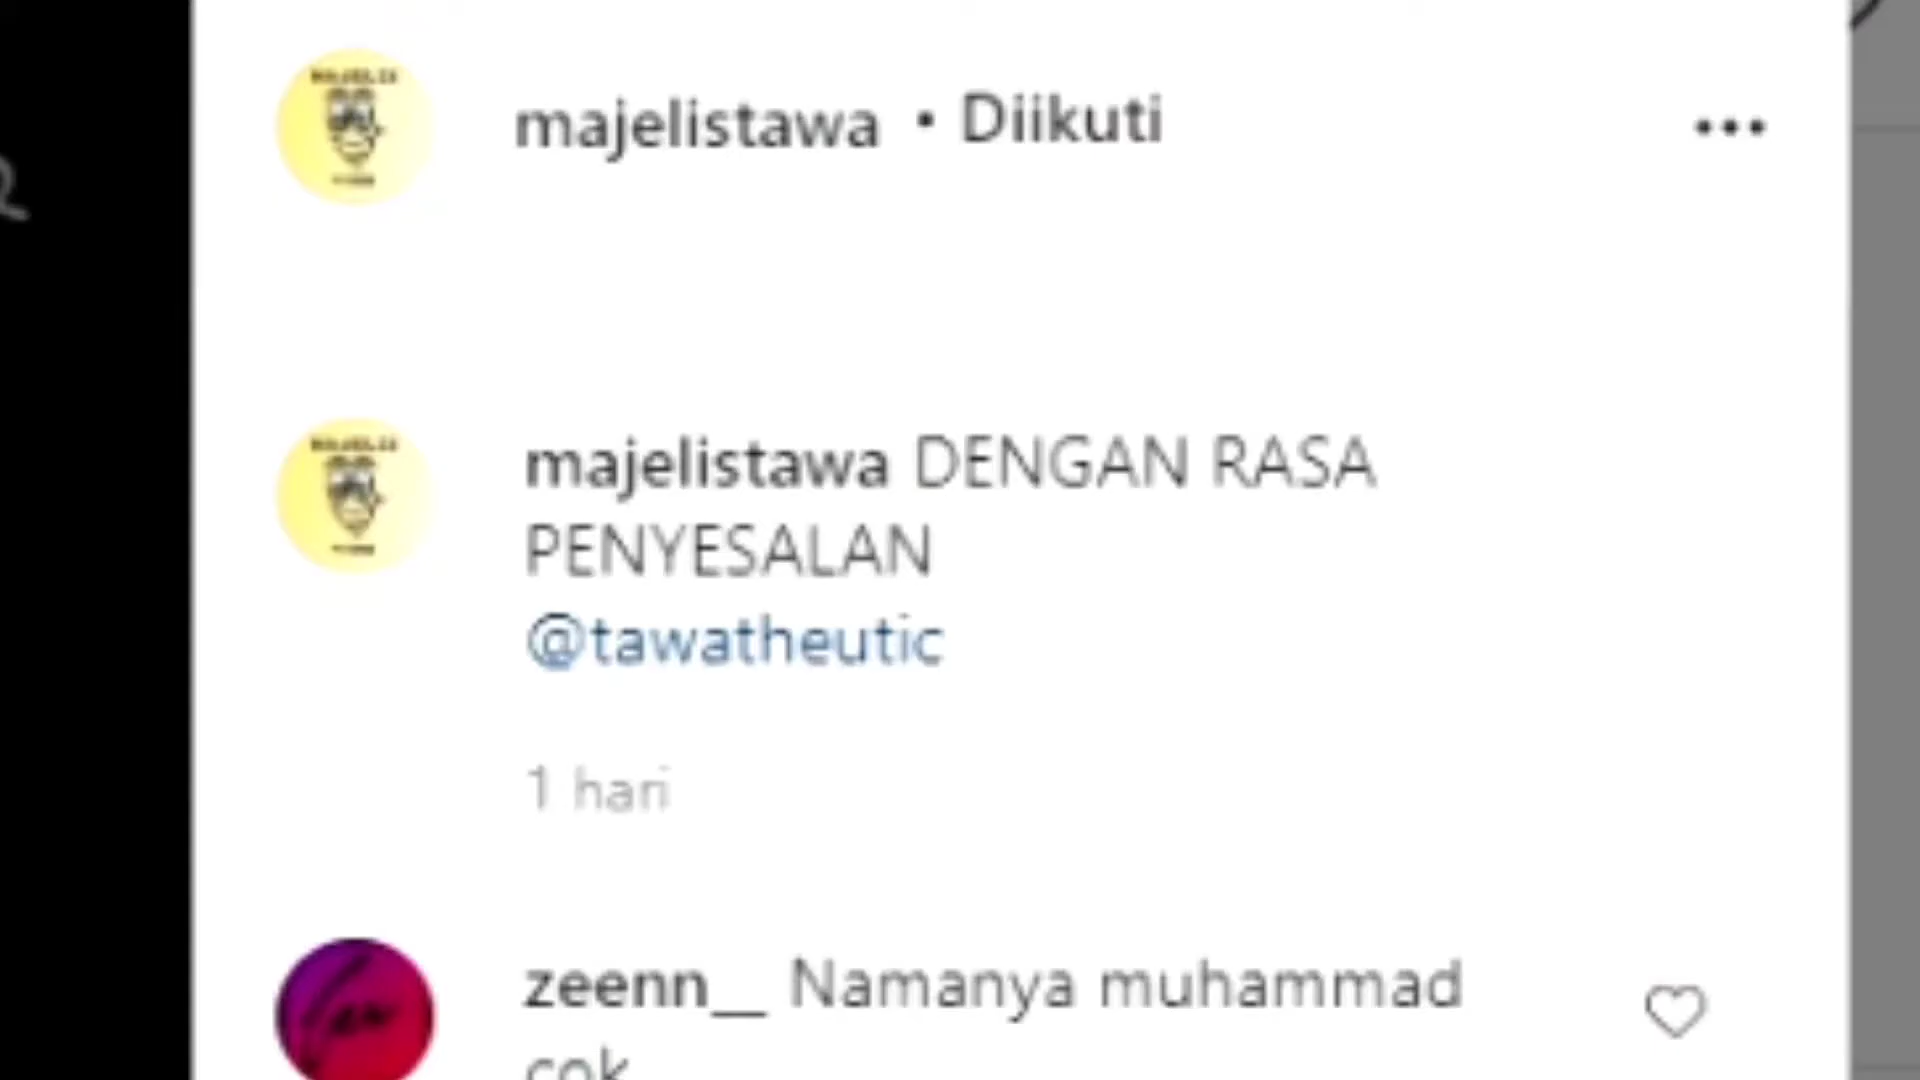 majelistawa • Diikuti
majelistawa DENGAN RASA
PENYESALAN
@tawatheutic
1 hari
zeenn__ Namanya muhammad
cok